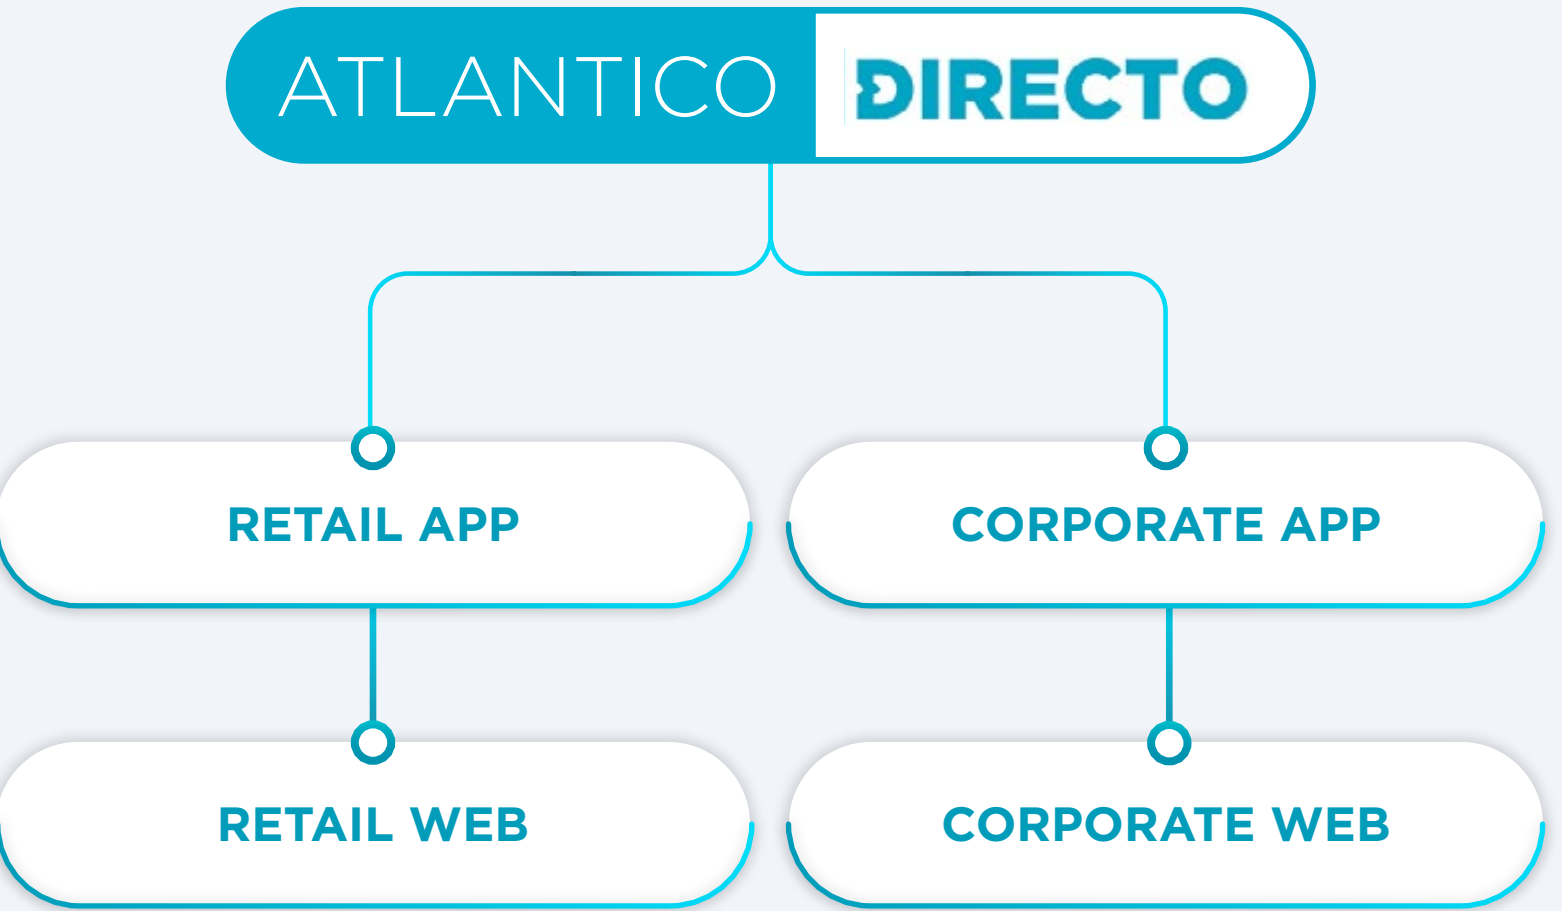 ATLANTICO DIRECTO
RETAIL APP
CORPORATE APP
RETAIL WEB
CORPORATE WEB